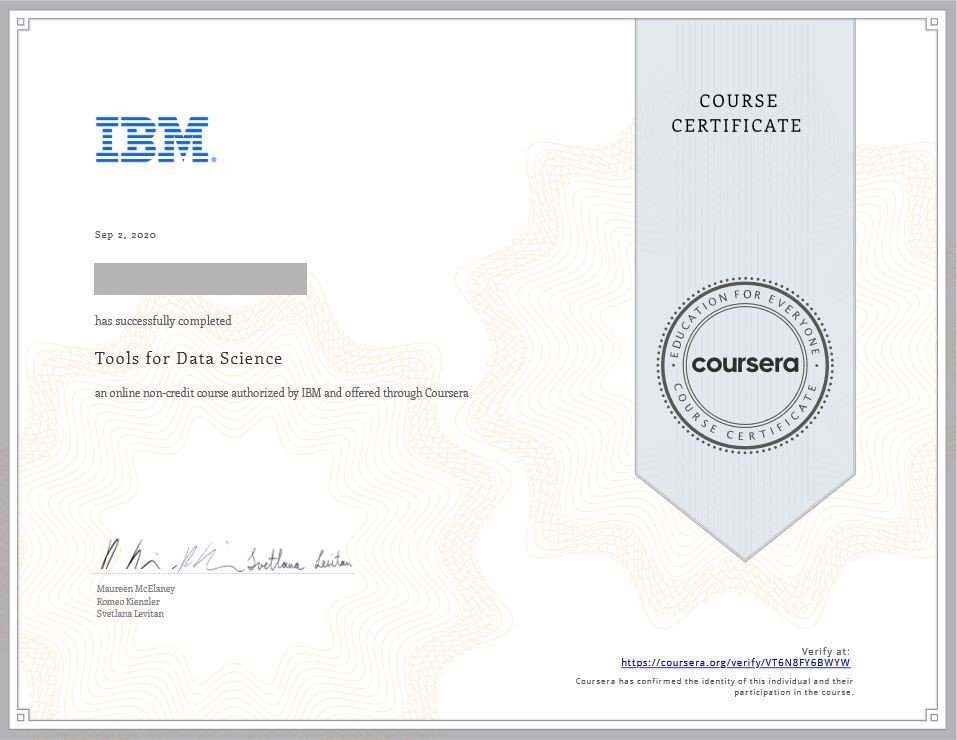 IBM®
COURSE
CERTIFICATE
Sep 2, 2020
has successfully completed
Tools for Data Science
an online non-credit course authorized by IBM and offered through Coursera
EDUCATION FOR EVERYONE
coursera
COURSE CERTIFICATE
Svetlana Levitan
Maureen McElaney
Romeo Kienzler
Svetlana Levitan
Verify at:
https://coursera.org/verify/VT6N8FY6BWYW
Coursera has confirmed the identity of this individual and their
participation in the course.